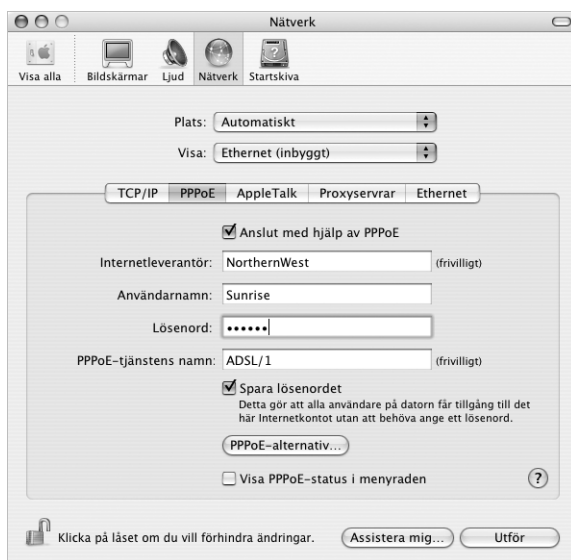 Nätverk
Visa alla Bildskärmar Ljud Nätverk Startskiva
Plats: Automatiskt
Visa: Ethernet (inbyggt)
TCP/IP PPPoE AppleTalk Proxyservrar Ethernet
Anslut med hjälp av PPPoE
Internetleverantör: NorthernWest (frivilligt)
Användarnamn: Sunrise
Lösenord: ••••••
PPPoE-tjänstens namn: ADSL/1 (frivilligt)
Spara lösenordet
Detta gör att alla användare på datorn får tillgång till det
här Internetkontot utan att behöva ange ett lösenord.
PPPoE-alternativ...
Visa PPPoE-status i menyraden ?
Klicka på låset om du vill förhindra ändringar. Assistera mig... Utför